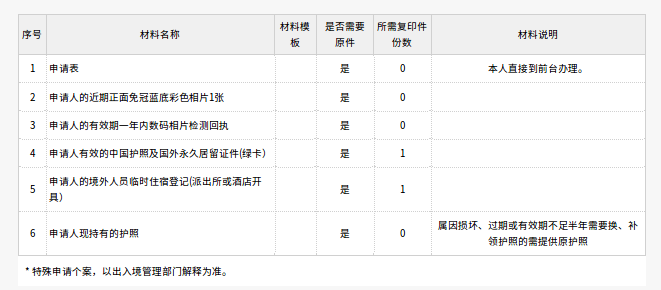 序号 材料名称 材料模板 是否需要原件 所需复印件份数 材料说明
1 申请表 是 0 本人直接到前台办理。
2 申请人的近期正面免冠蓝底彩色相片1张 是 0
3 申请人的有效期一年内数码相片检测回执 是 0
4 申请人有效的中国护照及国外永久居留证件(绿卡) 是 1
5 申请人的境外人员临时住宿登记(派出所或酒店开具) 是 1
6 申请人现持有的护照 是 0 属因损坏、过期或有效期不足半年需要换、补领护照的需提供原护照
* 特殊申请个案，以出入境管理部门解释为准。